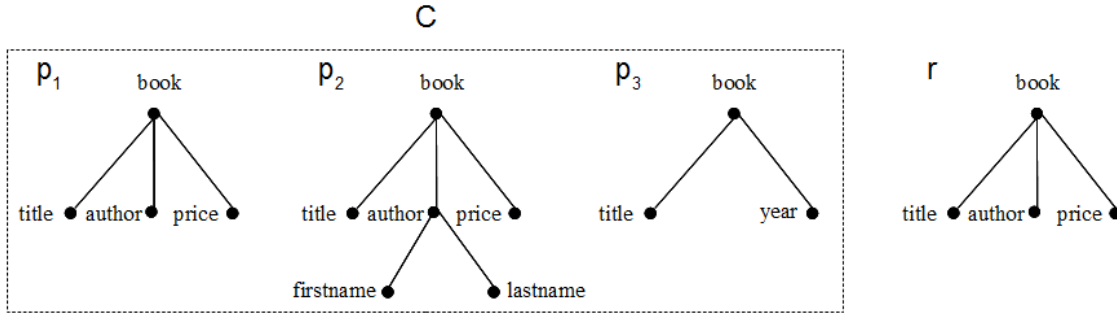 C
p1 book p2 book p3 book r book
title author price title author price title year title author price
firstname lastname